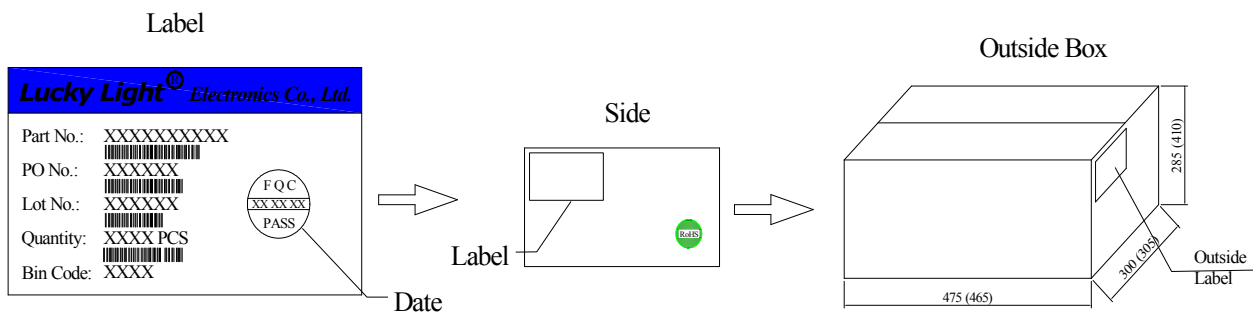 Label
Lucky Light® Electronics Co., Ltd.
Part No.: XXXXXXXXXX
PO No.: XXXXXX
Lot No.: XXXXXX
Quantity: XXXX PCS
Bin Code: XXXX
F Q C
XX XX XX
PASS
Date
Side
RoHS
Label
Outside Box
285 (410)
300 (305)
475 (465)
Outside
Label